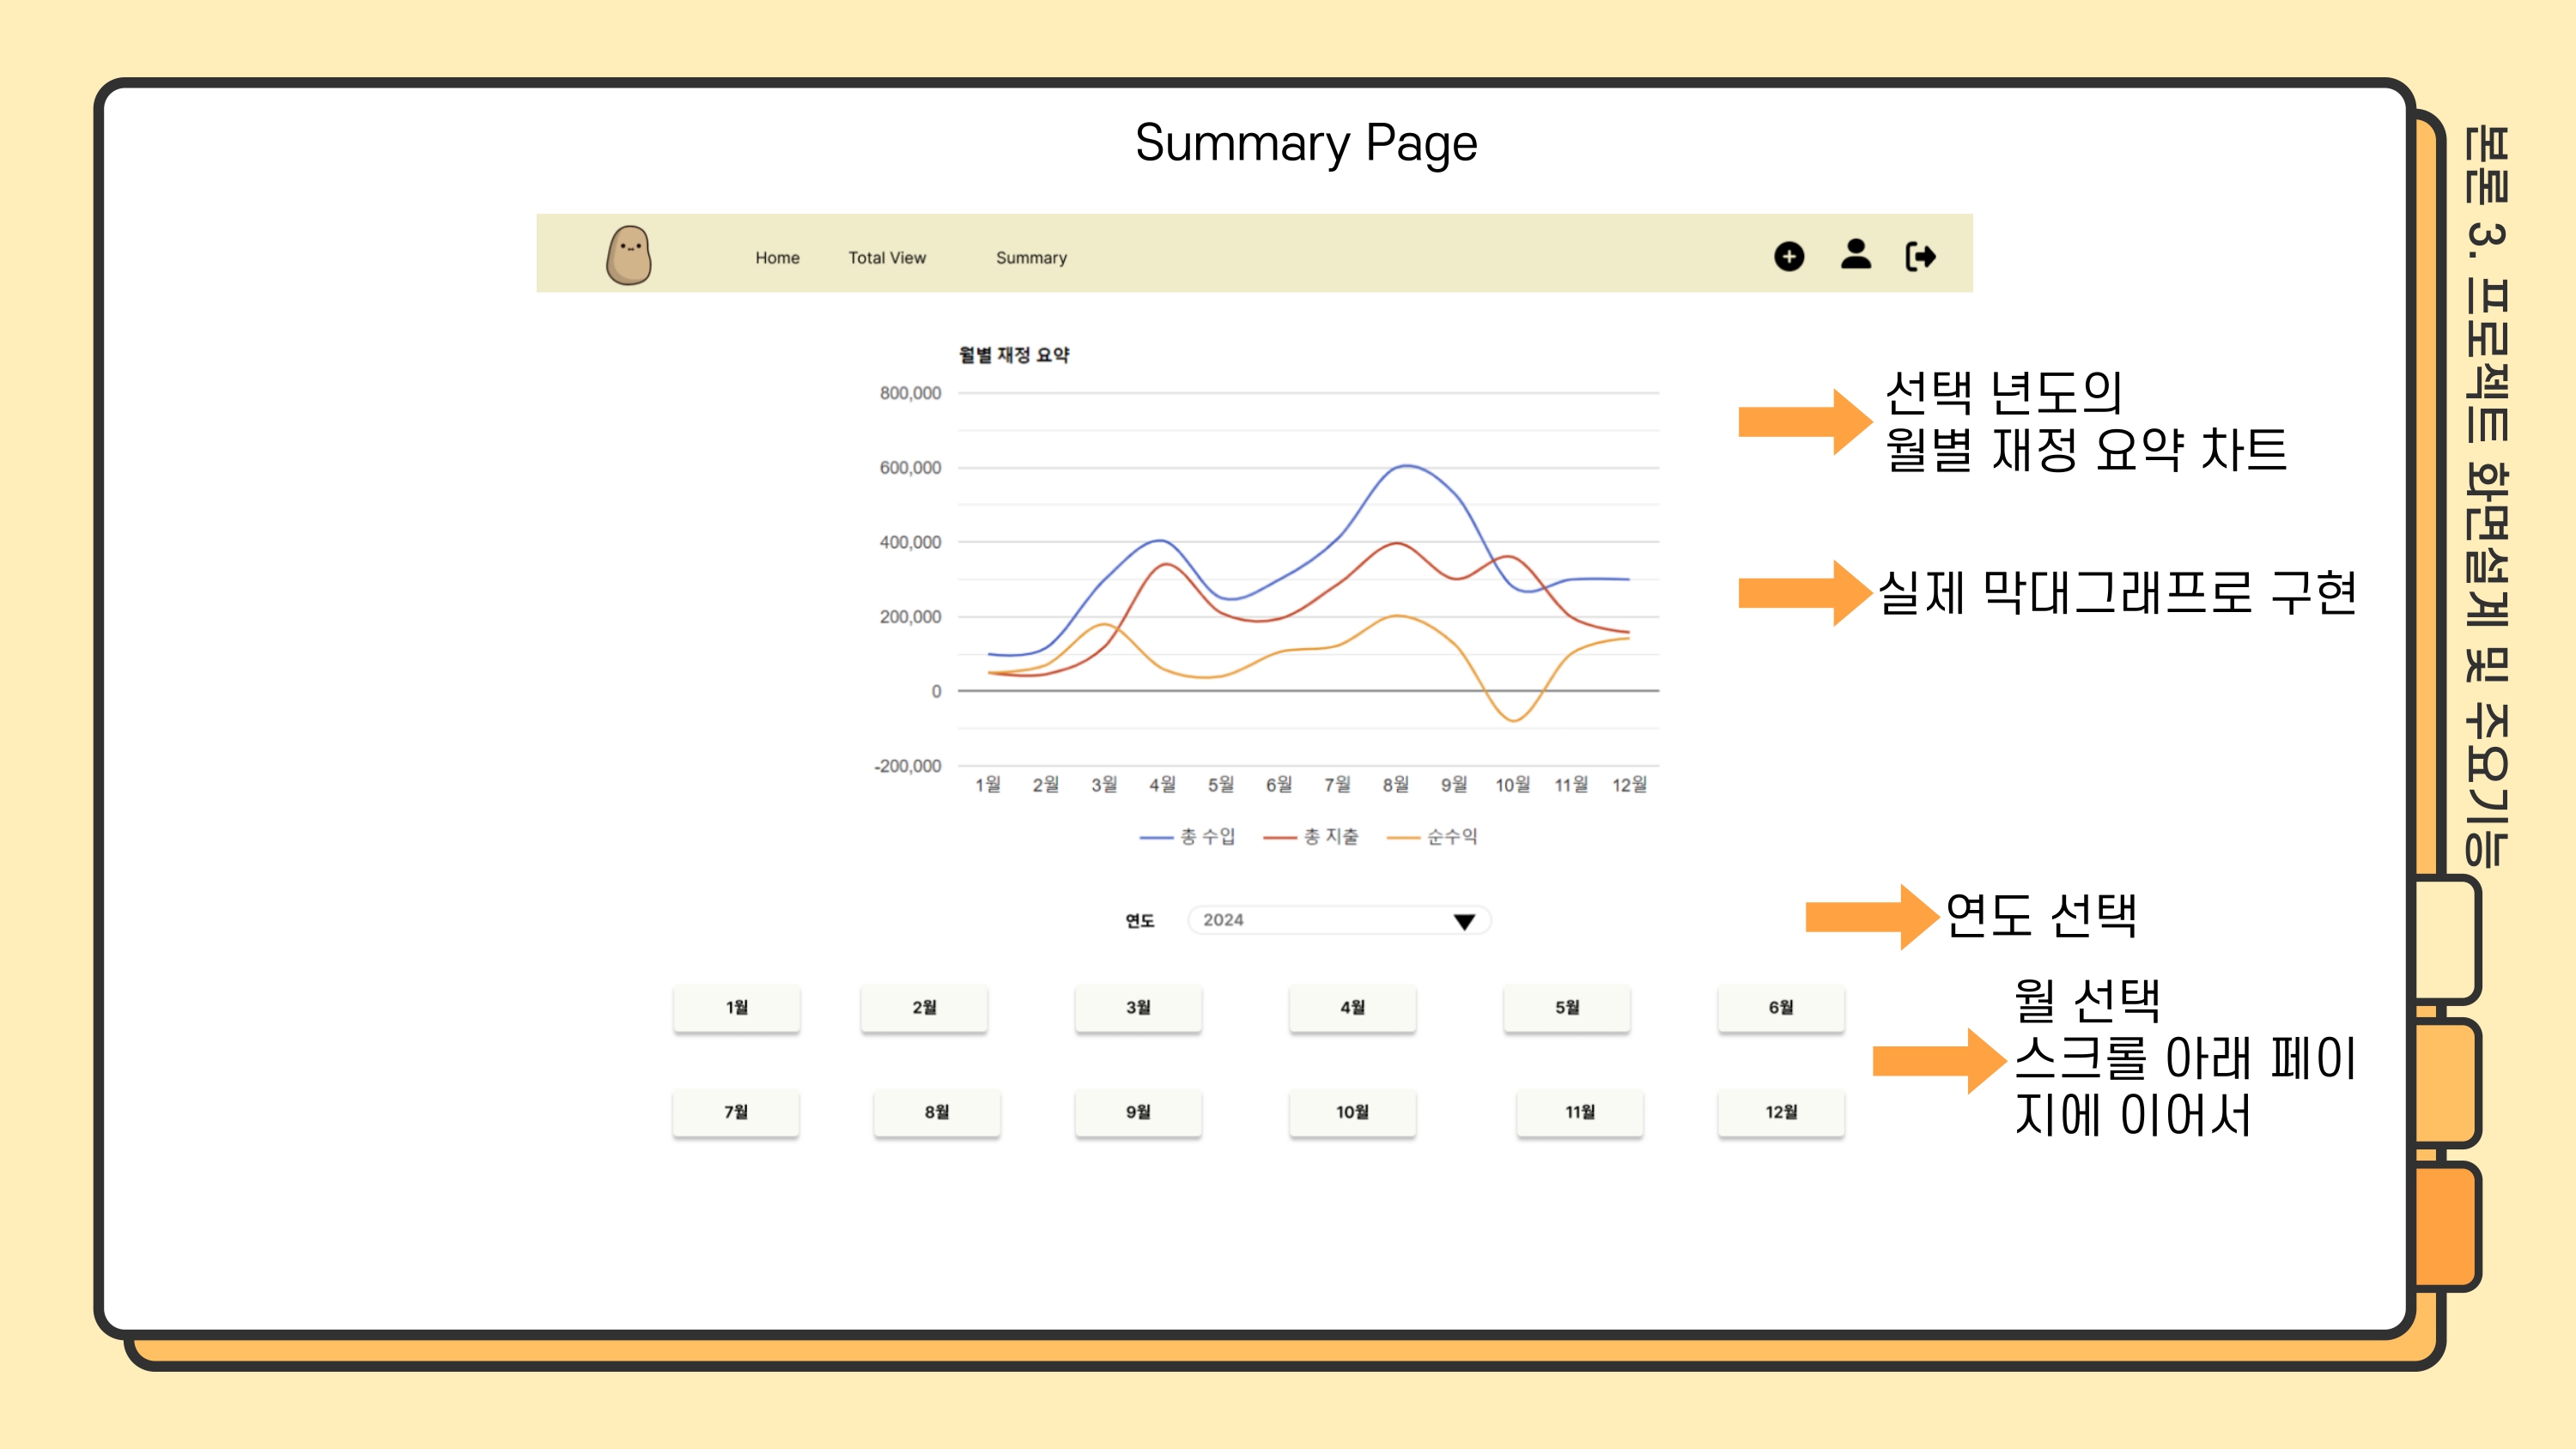 Summary Page
Home Total View Summary
월별 재정 요약
800,000
600,000
400,000
200,000
0
-200,000
1월 2월 3월 4월 5월 6월 7월 8월 9월 10월 11월 12월
총 수입 총 지출 순수익
연도 2024
1월 2월 3월 4월 5월 6월
7월 8월 9월 10월 11월 12월
선택 년도의
월별 재정 요약 차트
실제 막대그래프로 구현
연도 선택
월 선택
스크롤 아래 페이
지에 이어서
본론 3. 프로젝트 화면설계 및 주요기능